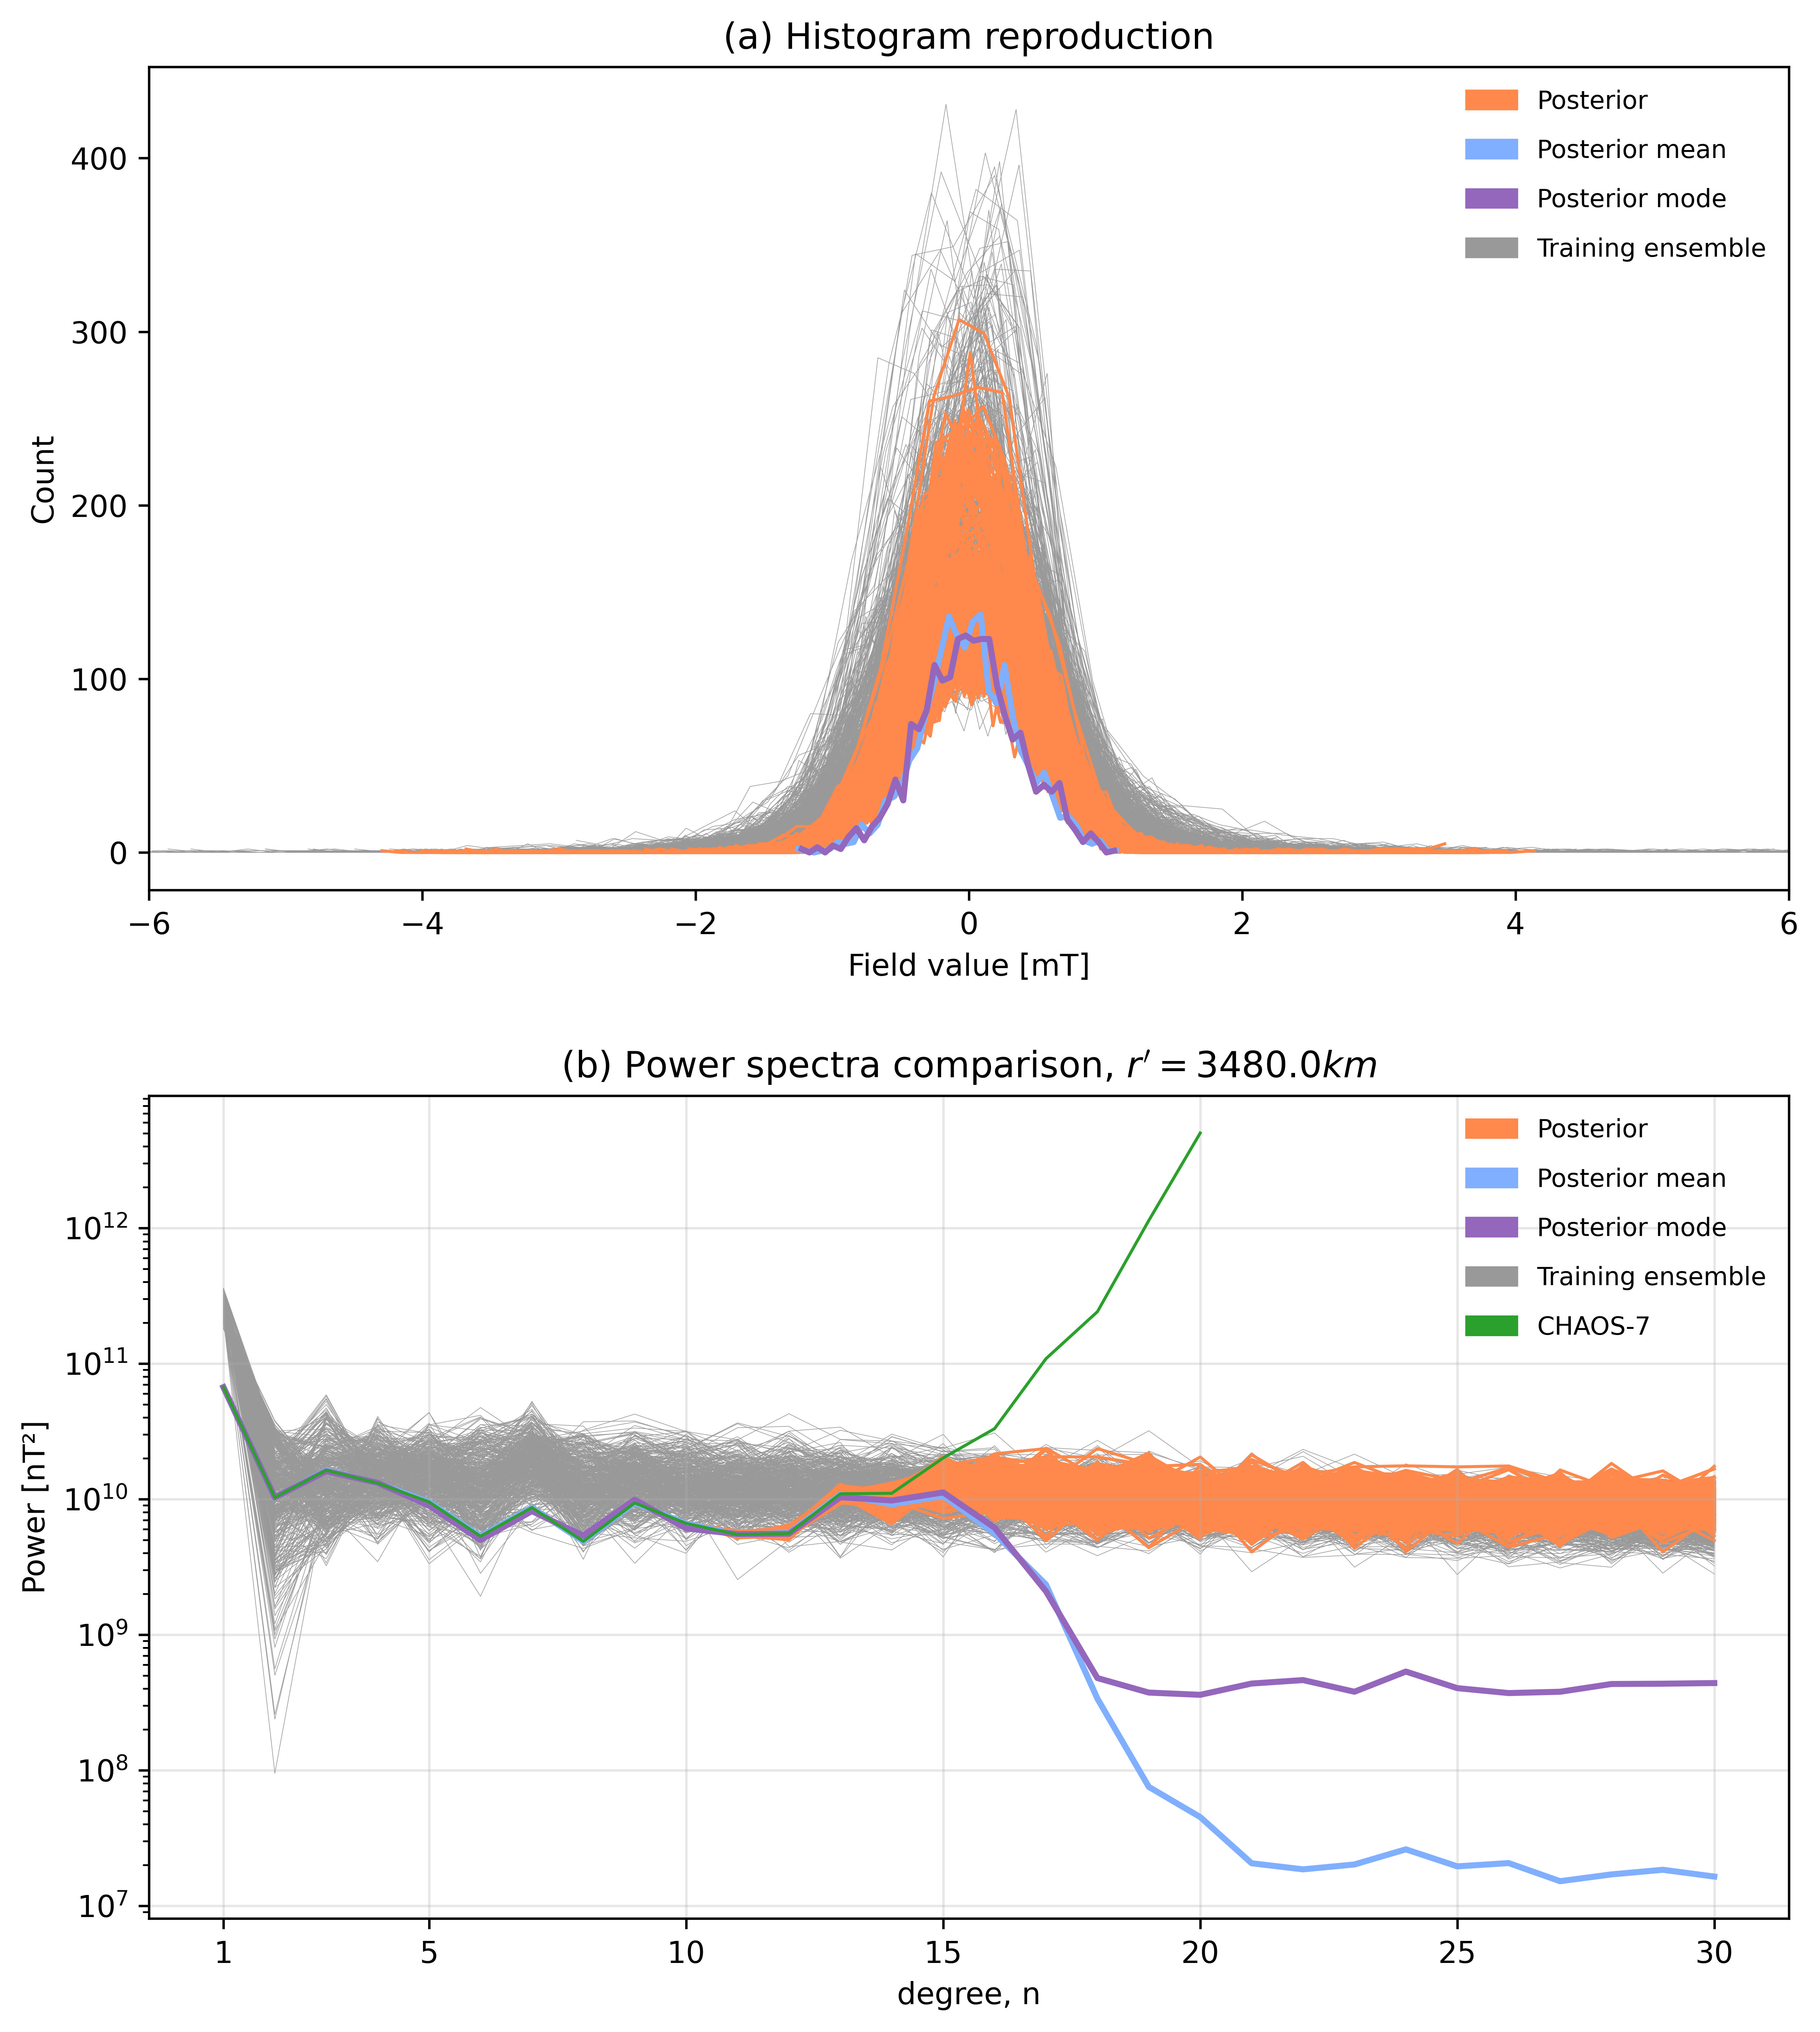 (a) Histogram reproduction
Posterior
Posterior mean
Posterior mode
Training ensemble
Count
400
300
200
100
0
−6 −4 −2 0 2 4 6
Field value [mT]
(b) Power spectra comparison, r′ = 3480.0km
Posterior
Posterior mean
Posterior mode
Training ensemble
CHAOS-7
Power [nT²]
10¹²
10¹¹
10¹⁰
10⁹
10⁸
10⁷
1 5 10 15 20 25 30
degree, n